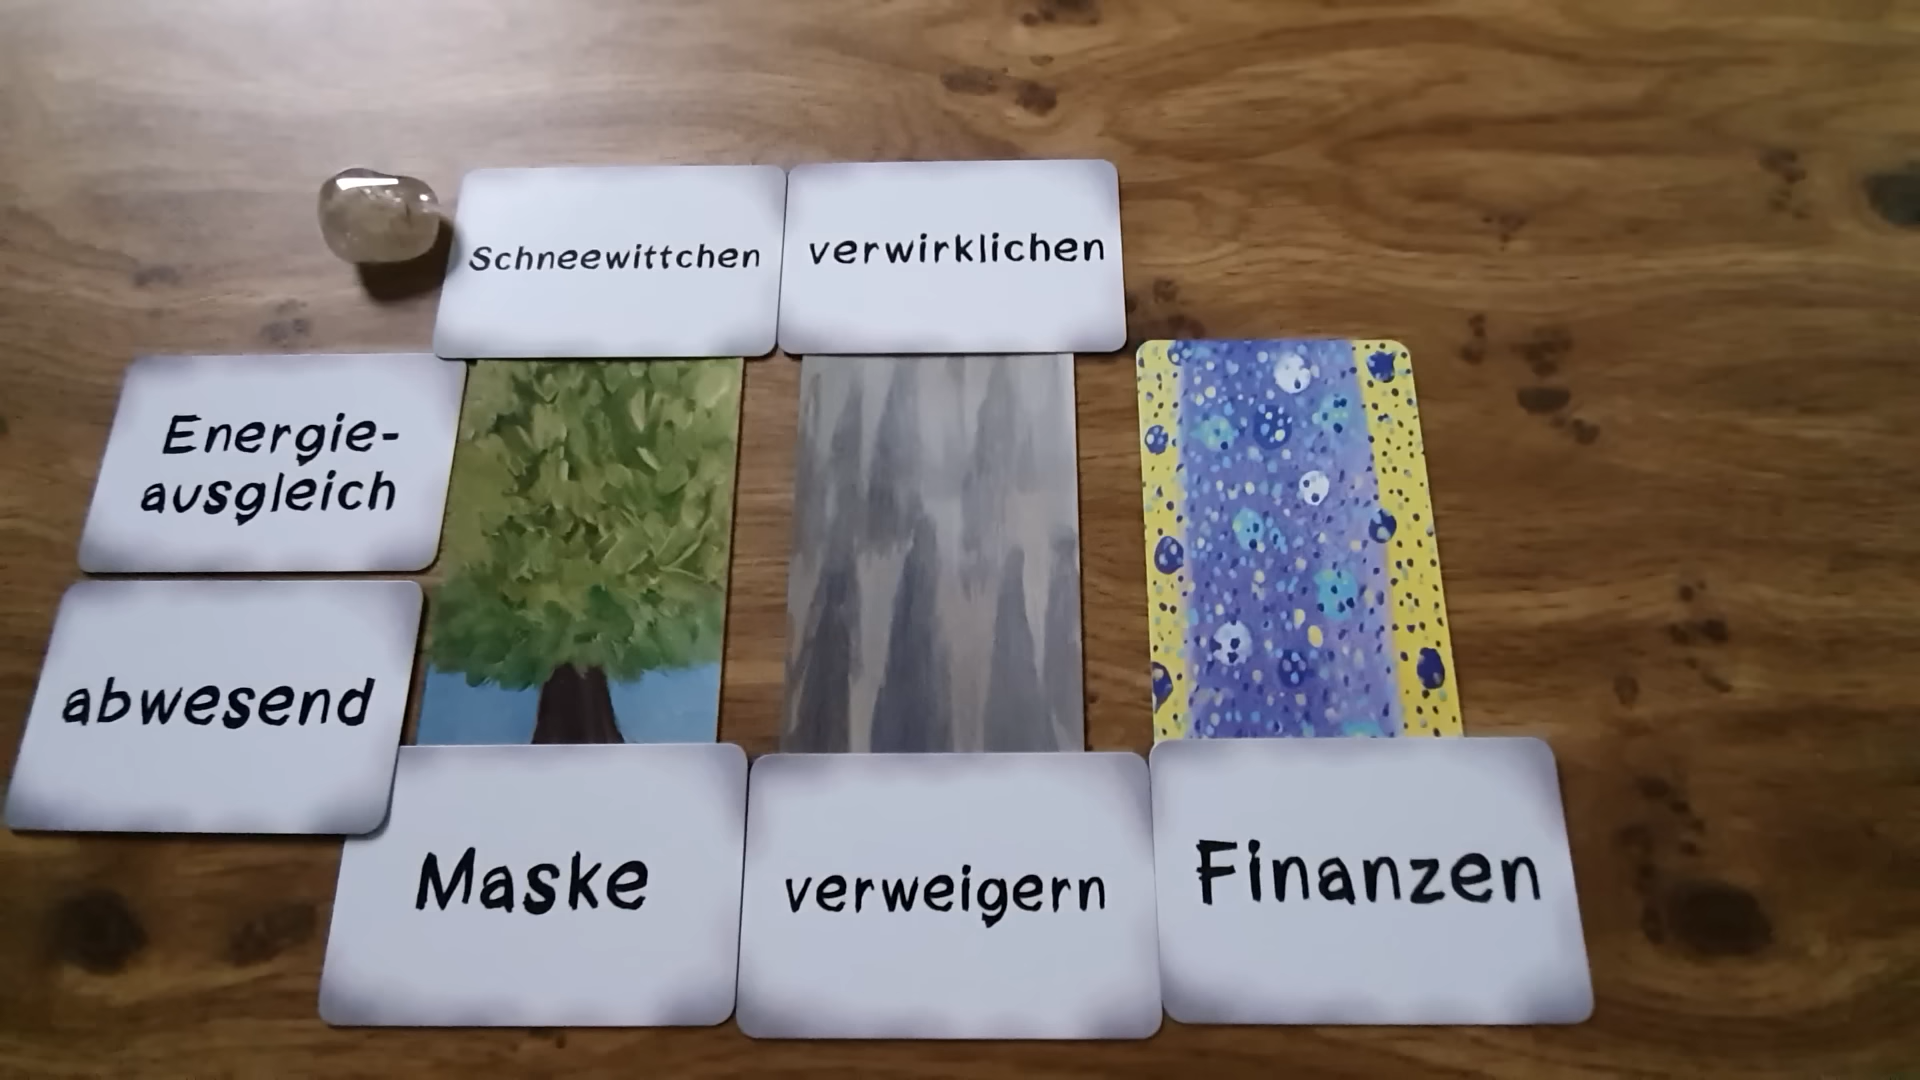 Schneewittchen
verwirklichen
Energie-
ausgleich
abwesend
Maske
verweigern
Finanzen